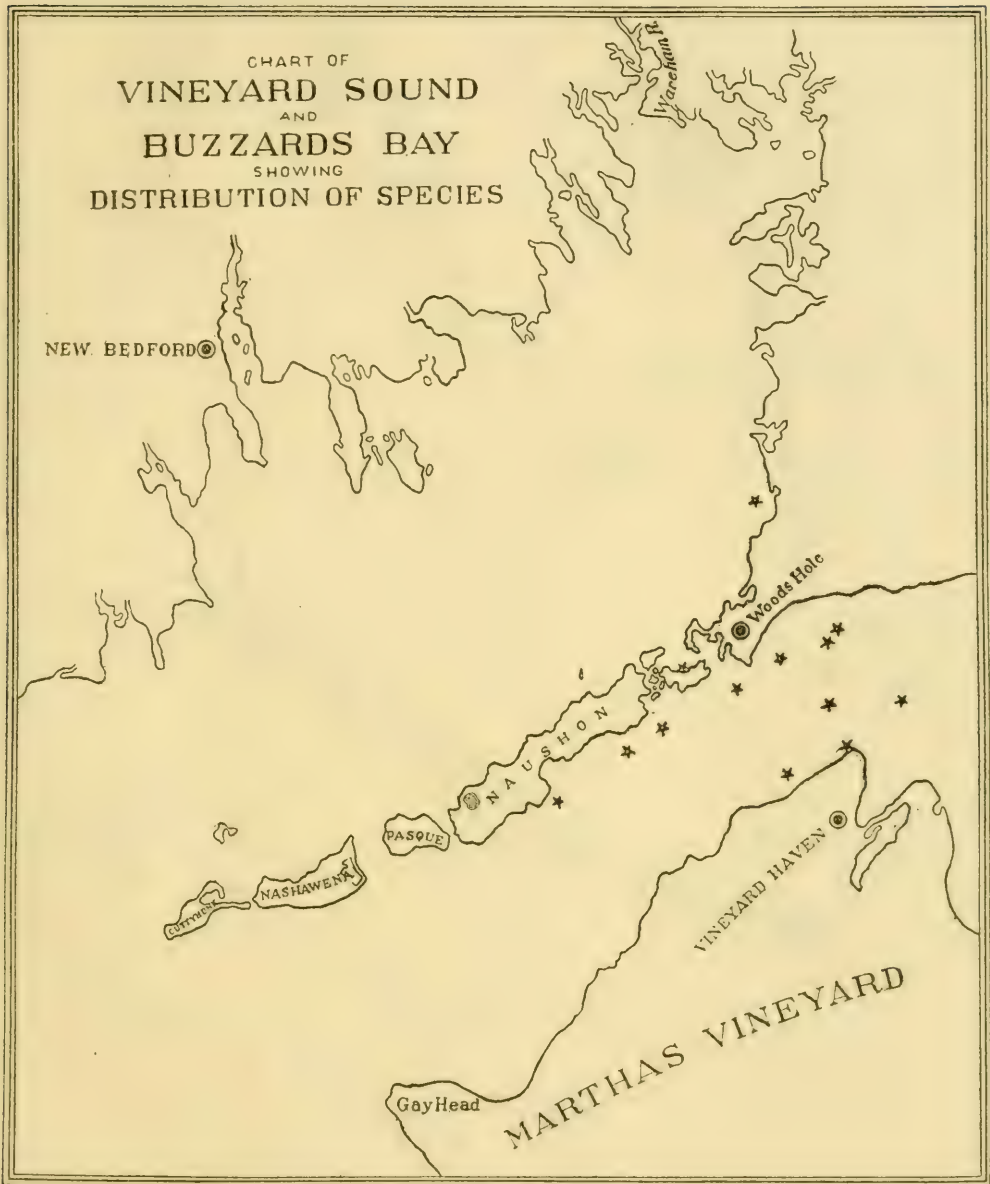 CHART OF
VINEYARD SOUND
AND
BUZZARDS BAY
SHOWING
DISTRIBUTION OF SPECIES
Wareham R.
NEW. BEDFORD
Woods Hole
NAUSHON
PASQUE
NASHAWENA
CUTTYHUNK
VINEYARD HAVEN
MARTHAS VINEYARD
Gay Head